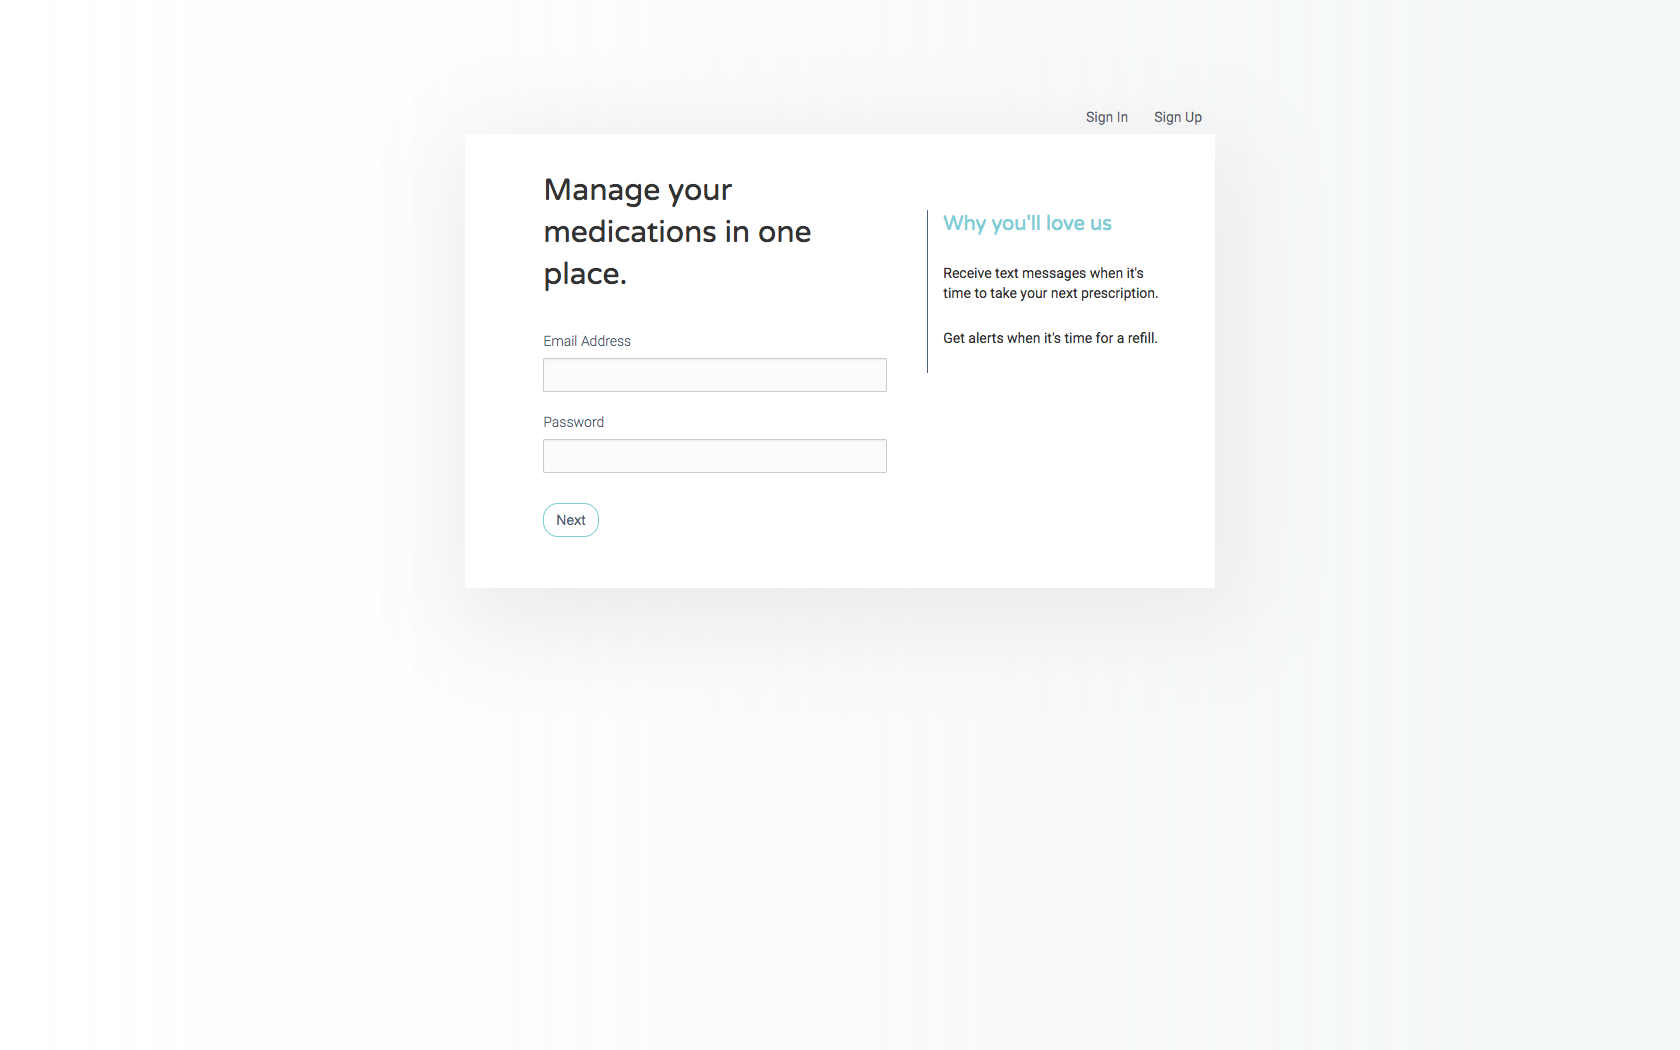 Sign In
Sign Up
Manage your
medications in one
place.
Email Address
Password
Next
Why you'll love us
Receive text messages when it's
time to take your next prescription.
Get alerts when it's time for a refill.